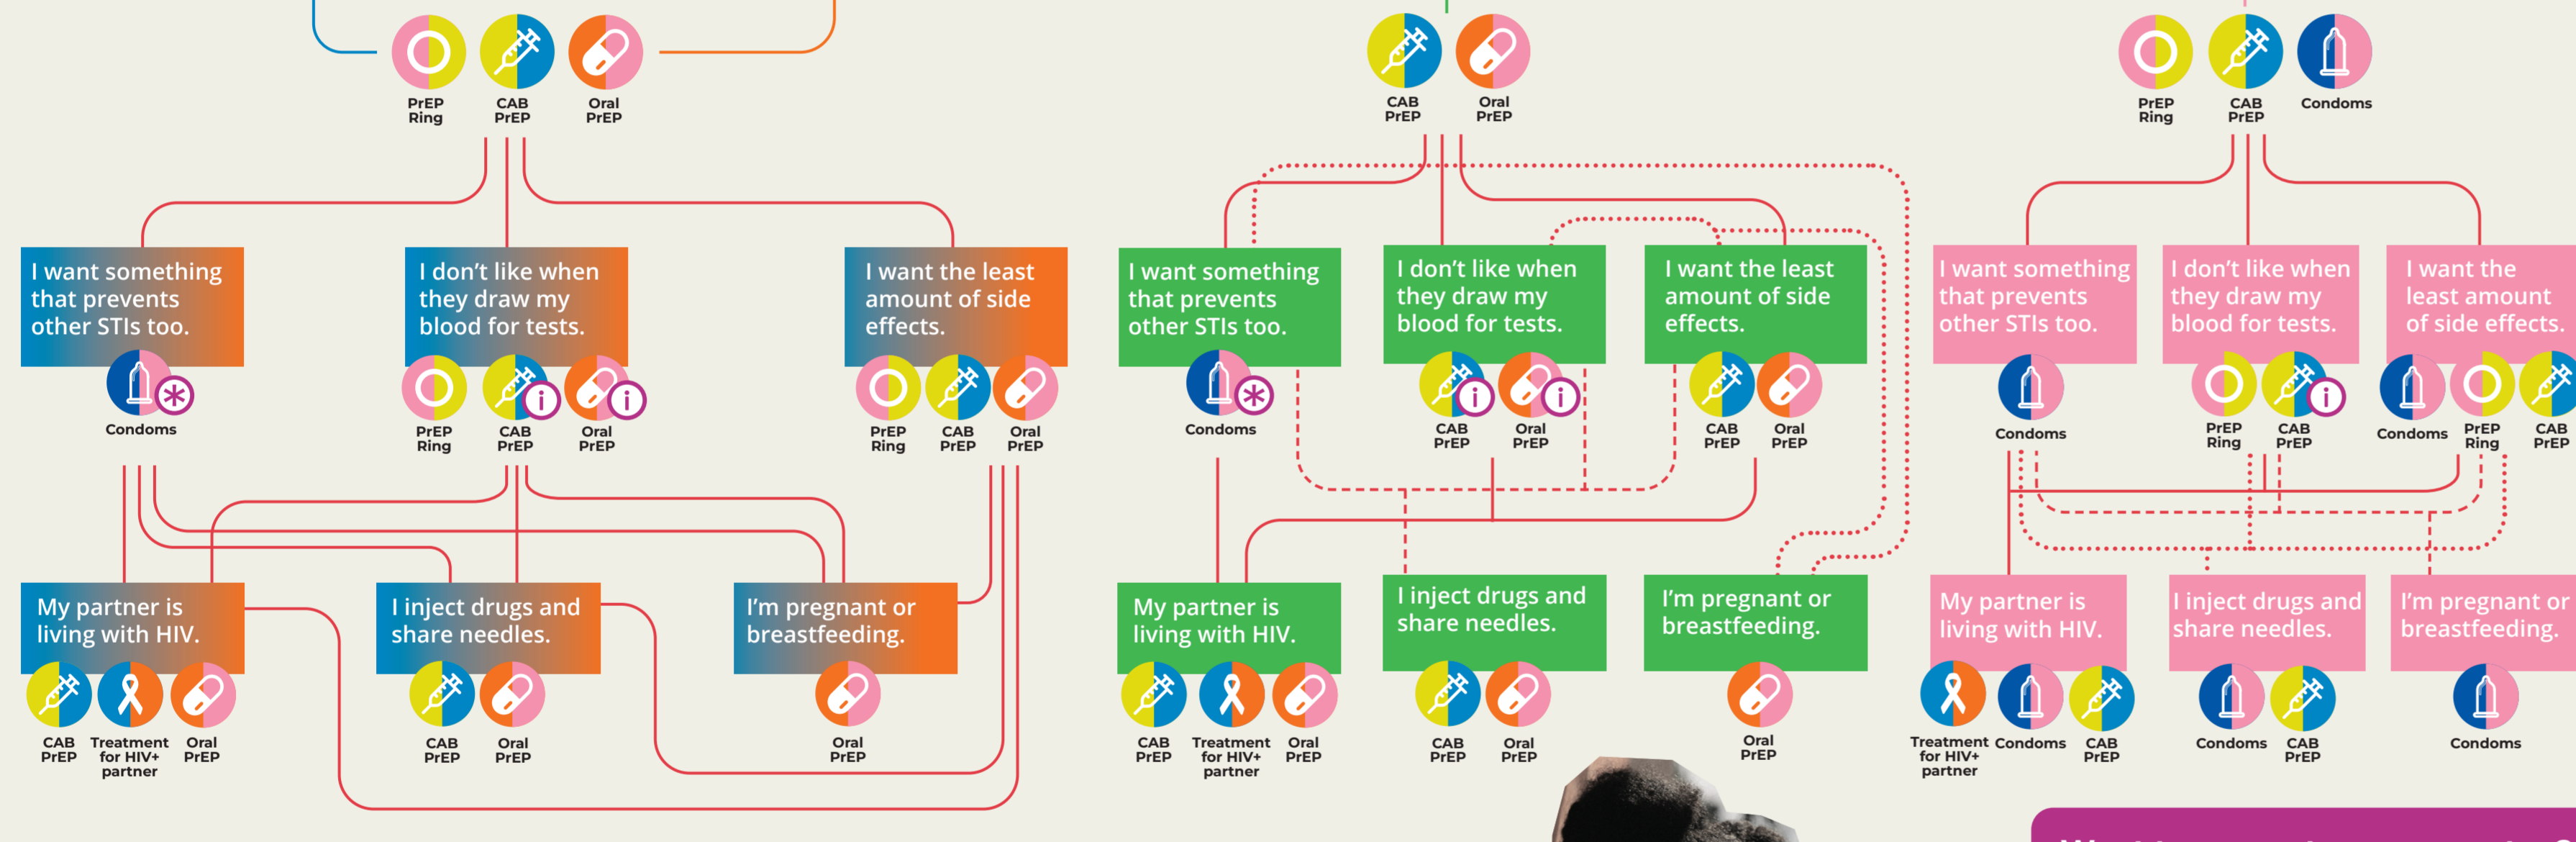 PrEP
Ring
CAB
PrEP
Oral
PrEP
I want something
that prevents
other STIs too.
Condoms
I don't like when
they draw my
blood for tests.
PrEP
Ring
CAB
PrEP
i
Oral
PrEP
i
I want the least
amount of side
effects.
PrEP
Ring
CAB
PrEP
Oral
PrEP
My partner is
living with HIV.
CAB
PrEP
Treatment
for HIV+
partner
Oral
PrEP
I inject drugs and
share needles.
CAB
PrEP
Oral
PrEP
I'm pregnant or
breastfeeding.
Oral
PrEP
CAB
PrEP
Oral
PrEP
I want something
that prevents
other STIs too.
Condoms
I don't like when
they draw my
blood for tests.
CAB
PrEP
i
Oral
PrEP
i
I want the least
amount of side
effects.
CAB
PrEP
Oral
PrEP
My partner is
living with HIV.
CAB
PrEP
Treatment
for HIV+
partner
Oral
PrEP
I inject drugs and
share needles.
CAB
PrEP
Oral
PrEP
I'm pregnant or
breastfeeding.
Oral
PrEP
PrEP
Ring
CAB
PrEP
Condoms
I want something
that prevents
other STIs too.
Condoms
I don't like when
they draw my
blood for tests.
PrEP
Ring
CAB
PrEP
i
I want the
least amount
of side effects.
Condoms
PrEP
Ring
CAB
PrEP
My partner is
living with HIV.
Treatment
for HIV+
partner
Condoms
CAB
PrEP
I inject drugs and
share needles.
Condoms
CAB
PrEP
I'm pregnant or
breastfeeding.
Condoms